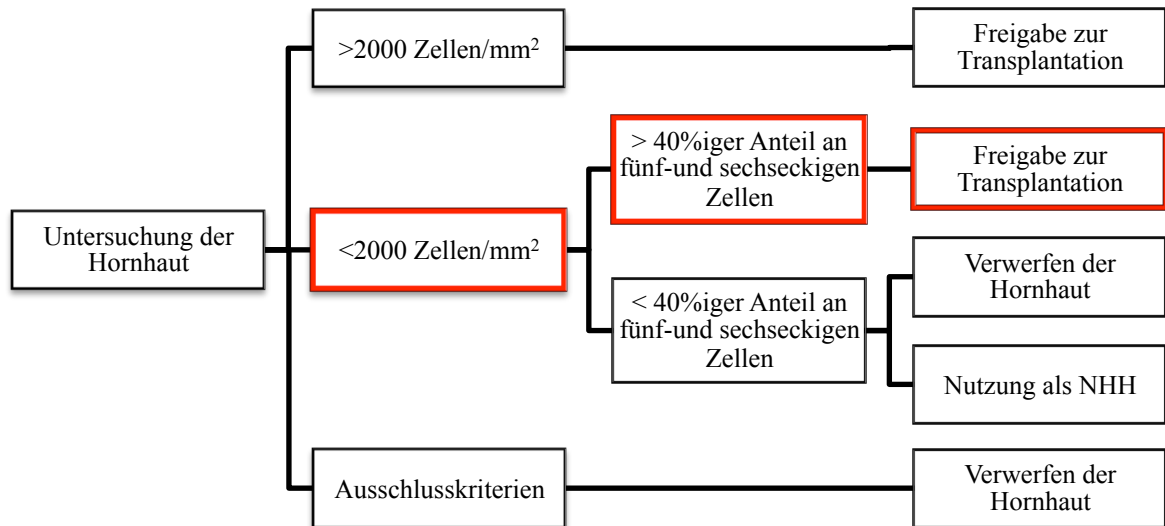 Untersuchung der
Hornhaut
>2000 Zellen/mm²
Freigabe zur
Transplantation
<2000 Zellen/mm²
> 40%iger Anteil an
fünf-und sechseckigen
Zellen
Freigabe zur
Transplantation
< 40%iger Anteil an
fünf-und sechseckigen
Zellen
Verwerfen der
Hornhaut
Nutzung als NHH
Ausschlusskriterien
Verwerfen der
Hornhaut